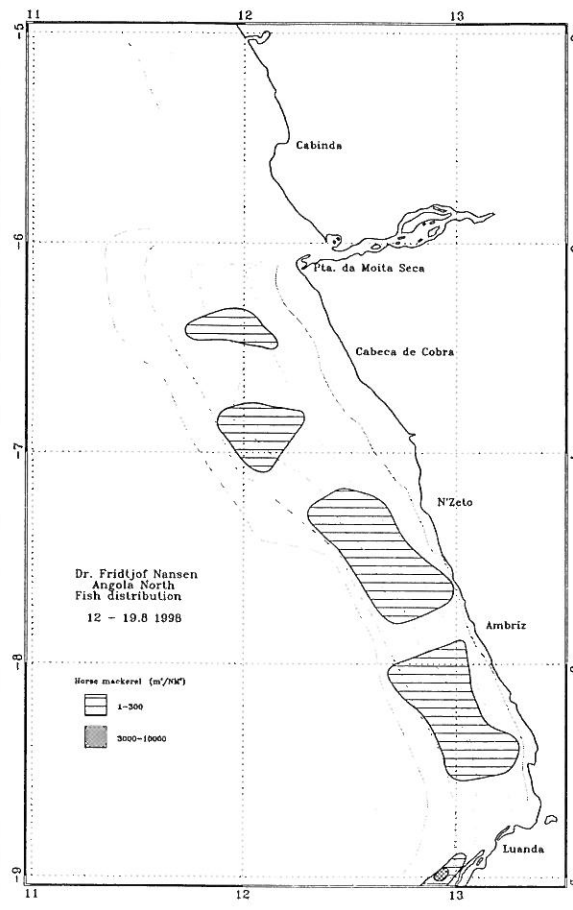 11 12 13
-5
Cabinda
-6
Pta. da Moita Seca
Cabeca de Cobra
-7
N'Zeto
Dr. Fridtjof Nansen
Angola North
Fish distribution
12 - 19.8 1998
Ambriz
-8
Horse mackerel (m²/NM²)
1-300
3000-10000
Luanda
-9
11 12 13